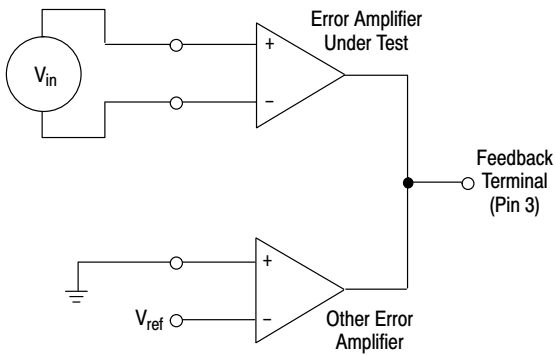 Error Amplifier
Under Test
+
Vin
−
Feedback
Terminal
(Pin 3)
+
Vref
−
Other Error
Amplifier